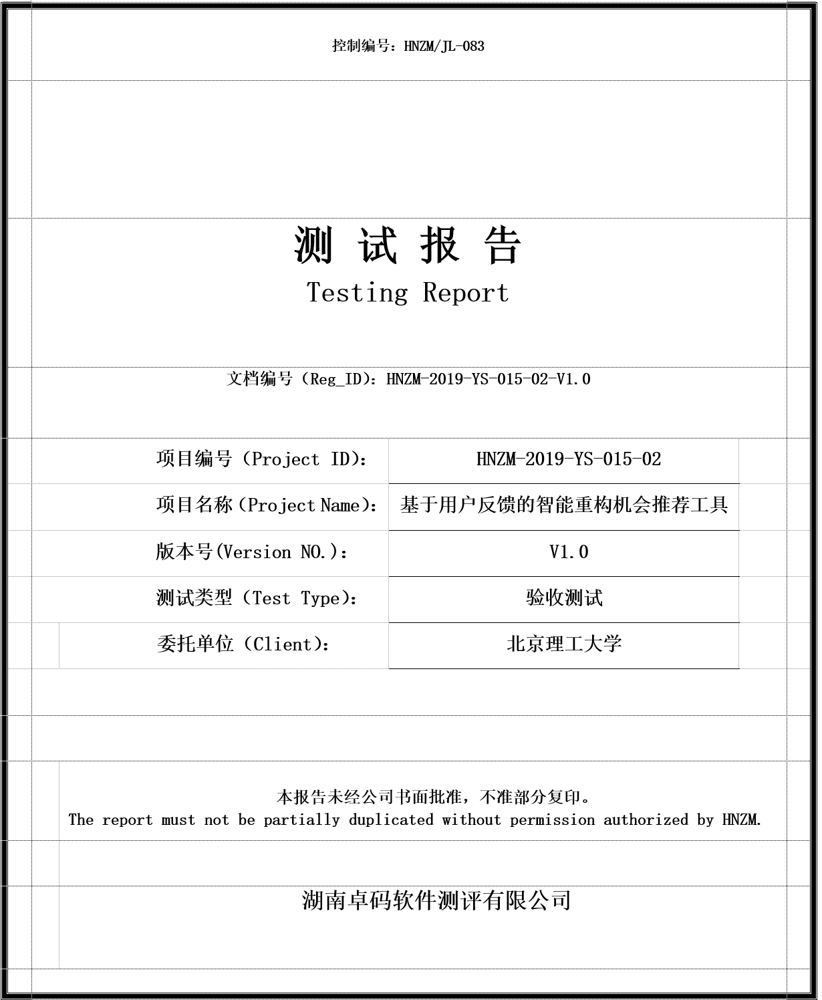 控制编号：HNZM/JL-083
测 试 报 告
Testing Report
文档编号（Reg_ID）：HNZM-2019-YS-015-02-V1.0
项目编号（Project ID）： HNZM-2019-YS-015-02
项目名称（Project Name）： 基于用户反馈的智能重构机会推荐工具
版本号(Version NO.)： V1.0
测试类型（Test Type）： 验收测试
委托单位（Client）： 北京理工大学
本报告未经公司书面批准，不准部分复印。
The report must not be partially duplicated without permission authorized by HNZM.
湖南卓码软件测评有限公司